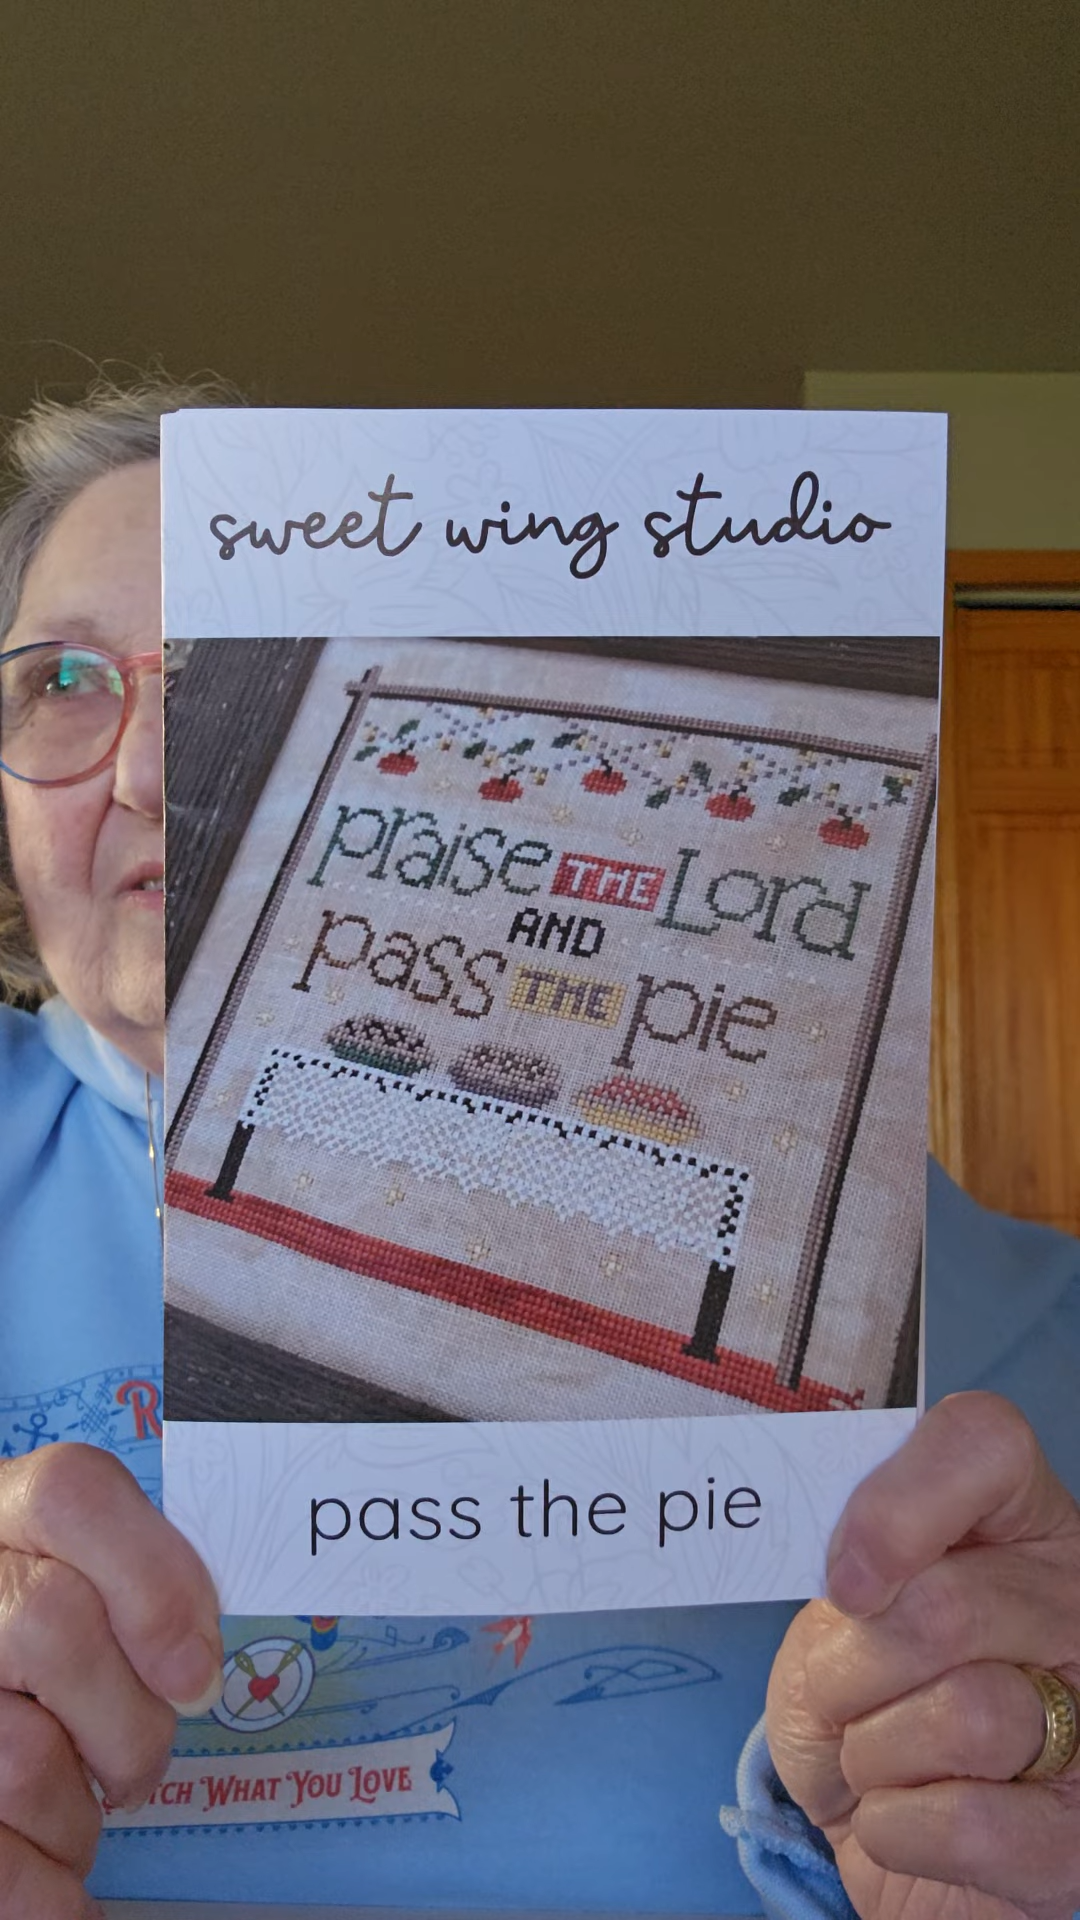 sweet wing studio
praise THE Lord
AND
pass THE pie
pass the pie
WHAT YOU LOVE